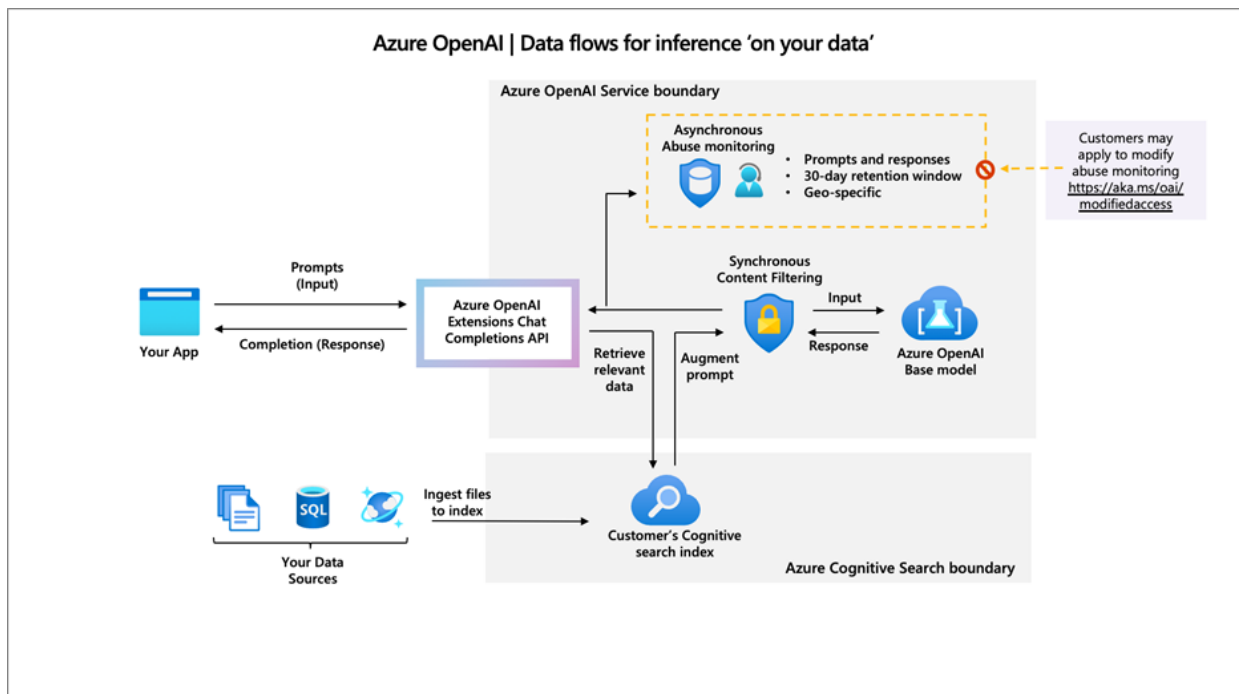 Azure OpenAI | Data flows for inference ‘on your data’
Azure OpenAI Service boundary
Asynchronous
Abuse monitoring
• Prompts and responses
• 30-day retention window
• Geo-specific
Customers may
apply to modify
abuse monitoring
https://aka.ms/oai/
modifiedaccess
Prompts
(Input)
Your App
Completion (Response)
Azure OpenAI
Extensions Chat
Completions API
Synchronous
Content Filtering
Input
Response
Azure OpenAI
Base model
Retrieve
relevant
data
Augment
prompt
SQL
Your Data
Sources
Ingest files
to index
Customer’s Cognitive
search index
Azure Cognitive Search boundary